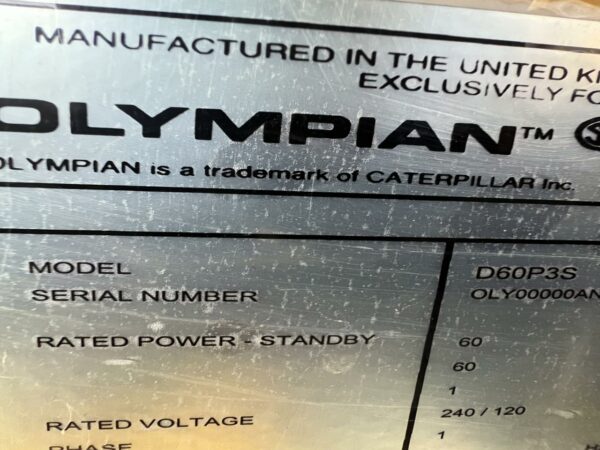 MANUFACTURED IN THE UNITED
EXCLUSIVELY
OLYMPIAN™
OLYMPIAN is a trademark of CATERPILLAR Inc.
MODEL D60P3S
SERIAL NUMBER OLY00000AN
RATED POWER - STANDBY 60
60
1
RATED VOLTAGE 240 / 120
PHASE 1